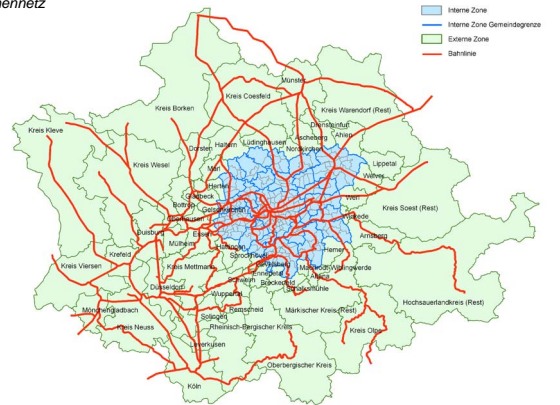 Interne Zone
Interne Zone Gemeindegrenze
Externe Zone
Bahnlinie
Münster
Kreis Coesfeld
Kreis Borken
Kreis Warendorf (Rest)
Drensteinfurt
Kreis Kleve
Ascheberg
Ahlen
Lüdinghausen
Haltern
Nordkirchen
Dorsten
Kreis Wesel
Lippetal
Marl
Welver
Herten
Gladbeck
Werl
Bottrop
Gelsenkirchen
Kreis Soest (Rest)
Oberhausen
Wickede
Duisburg
Essen
Arnsberg
Mülheim
Hattingen
Hemer
Krefeld
Sprockhövel
Kreis Viersen
Kreis Mettmann
Gevelsberg
Nachrodt-Wiblingwerde
Ennepetal
Schwelm
Altena
Breckerfeld
Düsseldorf
Schalksmühle
Wuppertal
Hochsauerlandkreis (Rest)
Remscheid
Märkischer Kreis(Rest)
Mönchengladbach
Solingen
Kreis Neuss
Rheinisch-Bergischer Kreis
Kreis Olpe
Leverkusen
Oberbergischer Kreis
Köln